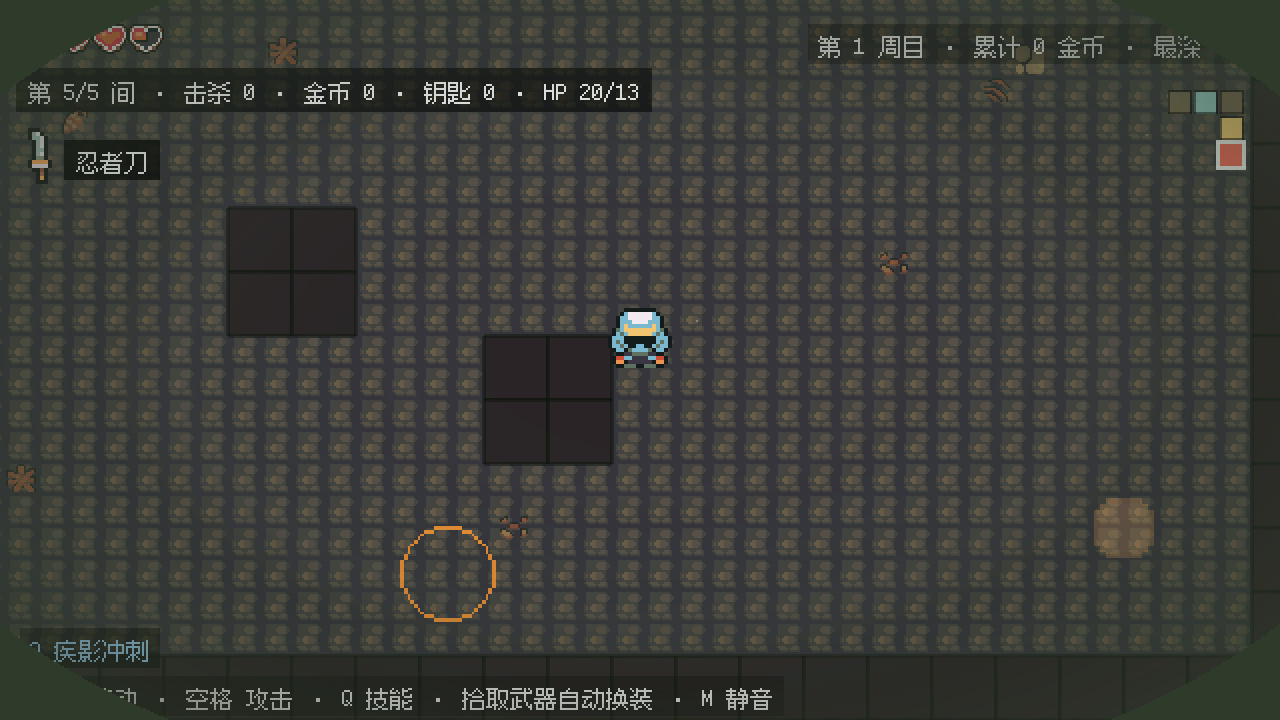 第 1 周目 · 累计 0 金币 · 最深
第 5/5 间 · 击杀 0 · 金币 0 · 钥匙 0 · HP 20/13
忍者刀
疾影冲刺
动 · 空格 攻击 · Q 技能 · 拾取武器自动换装 · M 静音